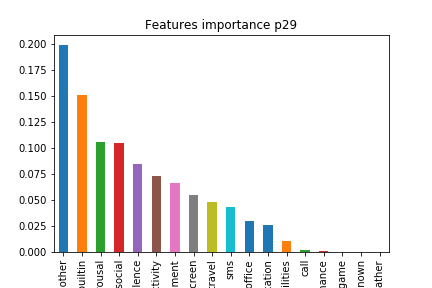 Features importance p29
0.200
0.175
0.150
0.125
0.100
0.075
0.050
0.025
0.000
other
builtin
ousal
social
lence
tivity
ment
creen
ravel
sms
office
ation
ilities
call
nance
game
nown
ather